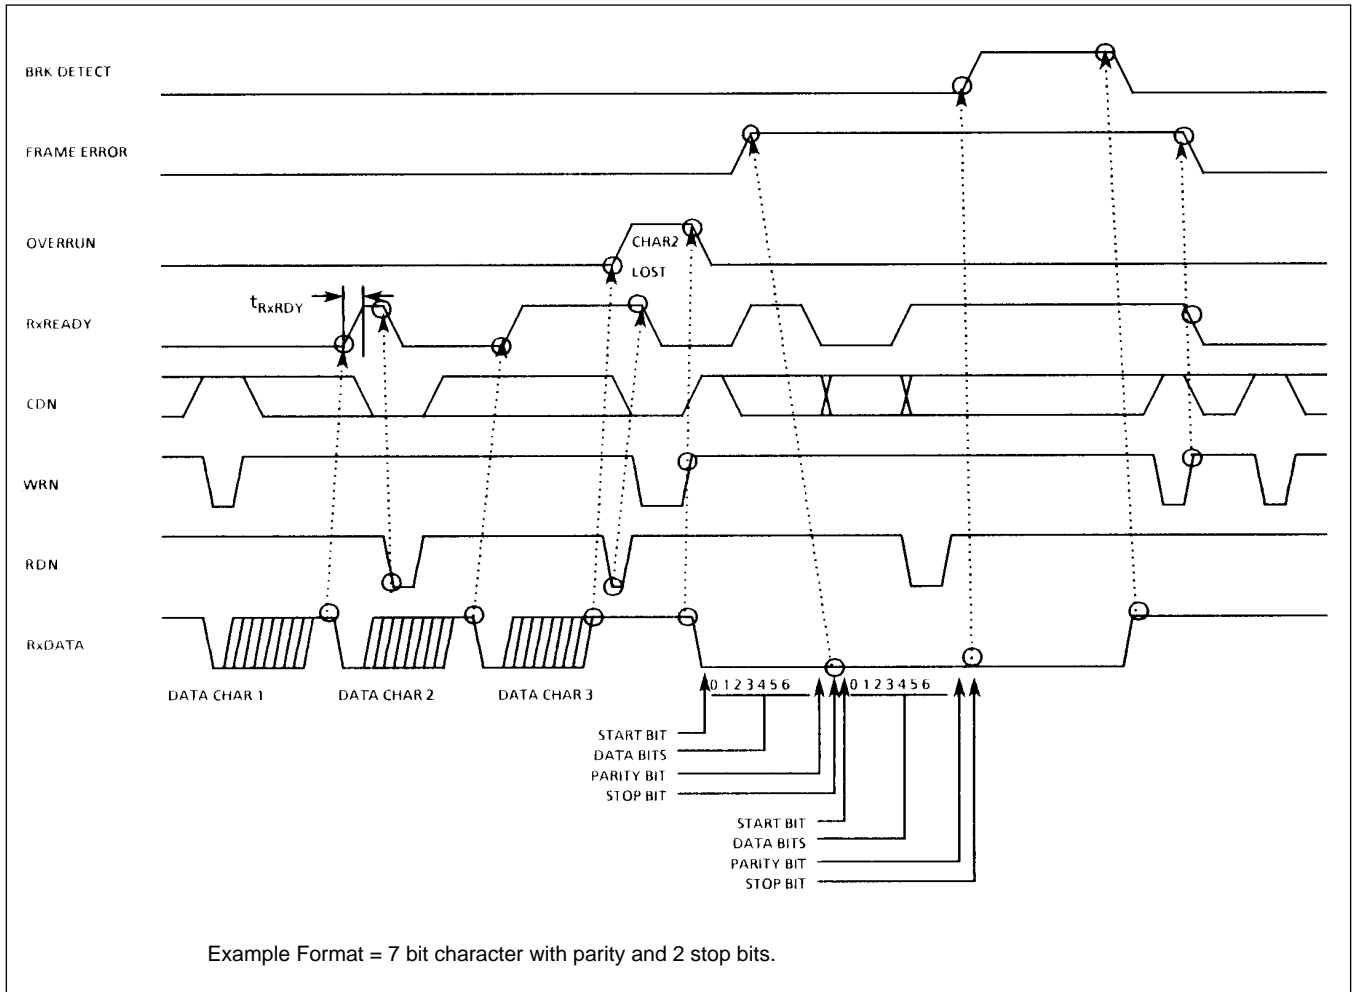 BRK DETECT
FRAME ERROR
OVERRUN
CHAR2
LOST
tRxRDY
RxREADY
CDN
WRN
RDN
RxDATA
DATA CHAR 1
DATA CHAR 2
DATA CHAR 3
0 1 2 3 4 5 6
0 1 2 3 4 5 6
START BIT
DATA BITS
PARITY BIT
STOP BIT
START BIT
DATA BITS
PARITY BIT
STOP BIT
Example Format = 7 bit character with parity and 2 stop bits.